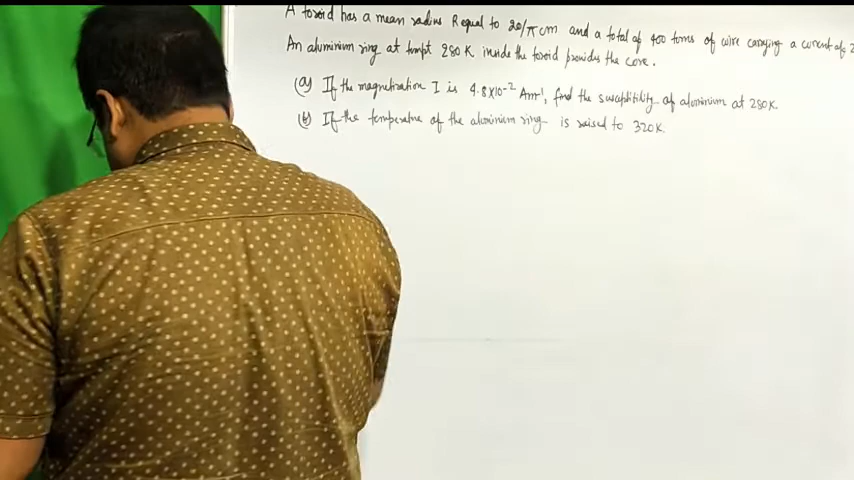 A toroid has a mean radius R equal to 20/π cm and a total of 400 turns of wire carrying a current of 2
An aluminium ring at tempt 280 K inside the toroid provides the core.
(a) If the magnetization I is 4.8×10⁻² Am⁻¹, find the susceptibility of aluminium at 280K.
(b) If the temperature of the aluminium ring is raised to 320K.